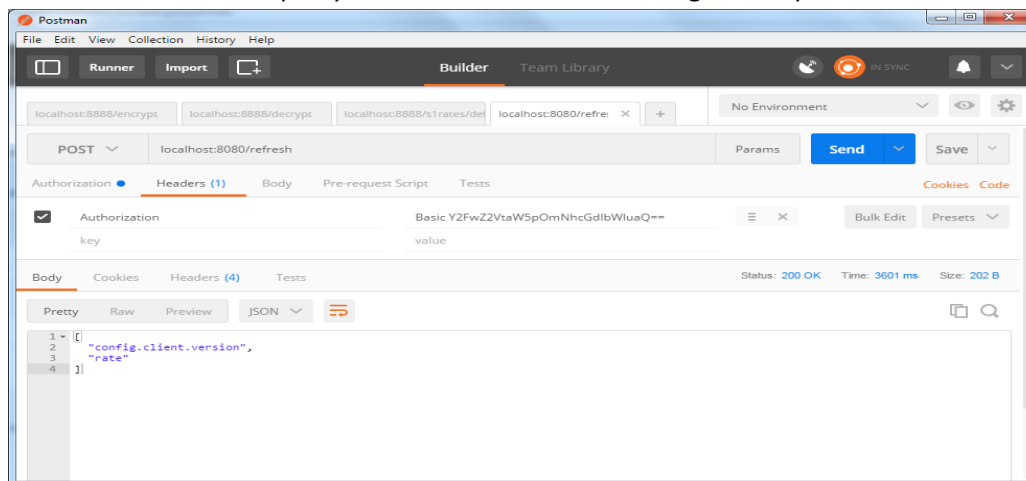 Postman
File Edit View Collection History Help
Runner Import Builder Team Library IN SYNC
localhost:8888/encrypt localhost:8888/decrypt localhost:8888/s1rates/def localhost:8080/refre: × + No Environment
POST localhost:8080/refresh Params Send Save
Authorization Headers (1) Body Pre-request Script Tests Cookies Code
Authorization Basic Y2FwZ2VtaW5pOmNhcGdlbWluaQ== Bulk Edit Presets
key value
Body Cookies Headers (4) Tests Status: 200 OK Time: 3601 ms Size: 202 B
Pretty Raw Preview JSON
1 [
2 "config.client.version",
3 "rate"
4 ]